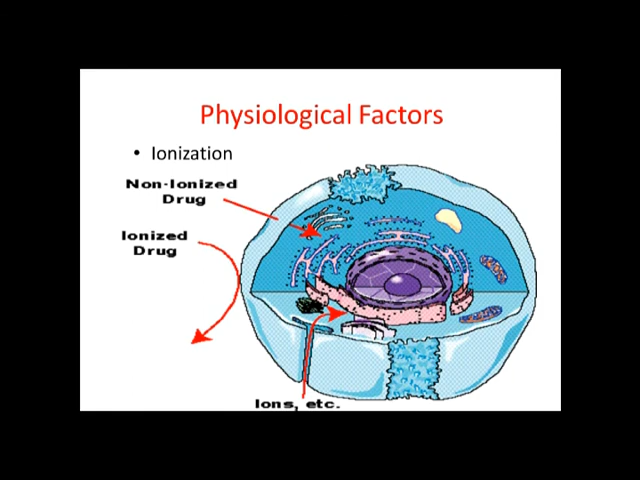 Physiological Factors
• Ionization
Non-Ionized
Drug
Ionized
Drug
Ions, etc.